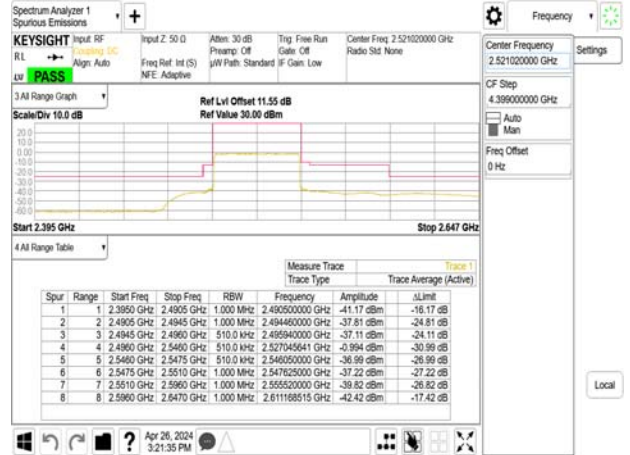 Spectrum Analyzer 1
Spurious Emissions
Frequency
KEYSIGHT
Input: RF
Coupling: DC
Align: Auto
Input Z: 50 Ω
Freq Ref: Int (S)
NFE: Adaptive
Atten: 30 dB
Preamp: Off
µW Path: Standard
Trig: Free Run
Gate: Off
IF Gain: Low
Center Freq: 2.521020000 GHz
Radio Std: None
RL
PASS
Center Frequency
2.521020000 GHz
Settings
CF Step
4.399000000 GHz
Auto
Man
Freq Offset
0 Hz
Local
3 All Range Graph
Scale/Div 10.0 dB
Ref Lvl Offset 11.55 dB
Ref Value 30.00 dBm
20.0
10.0
0.00
-10.0
-20.0
-30.0
-40.0
-50.0
-60.0
Start 2.395 GHz
Stop 2.647 GHz
4 All Range Table
Measure Trace Trace 1
Trace Type Trace Average (Active)
Spur Range Start Freq Stop Freq RBW Frequency Amplitude ΔLimit
1 1 2.3950 GHz 2.4905 GHz 1.000 MHz 2.490500000 GHz -41.17 dBm -16.17 dB
2 2 2.4905 GHz 2.4945 GHz 1.000 MHz 2.494460000 GHz -37.81 dBm -24.81 dB
3 3 2.4945 GHz 2.4960 GHz 510.0 kHz 2.495940000 GHz -37.11 dBm -24.11 dB
4 4 2.4960 GHz 2.5460 GHz 510.0 kHz 2.527045641 GHz -0.994 dBm -30.99 dB
5 5 2.5460 GHz 2.5475 GHz 510.0 kHz 2.546050000 GHz -36.99 dBm -26.99 dB
6 6 2.5475 GHz 2.5510 GHz 1.000 MHz 2.547625000 GHz -37.22 dBm -27.22 dB
7 7 2.5510 GHz 2.5960 GHz 1.000 MHz 2.555520000 GHz -39.82 dBm -26.82 dB
8 8 2.5960 GHz 2.6470 GHz 1.000 MHz 2.611168515 GHz -42.42 dBm -17.42 dB
Apr 26, 2024
3:21:35 PM